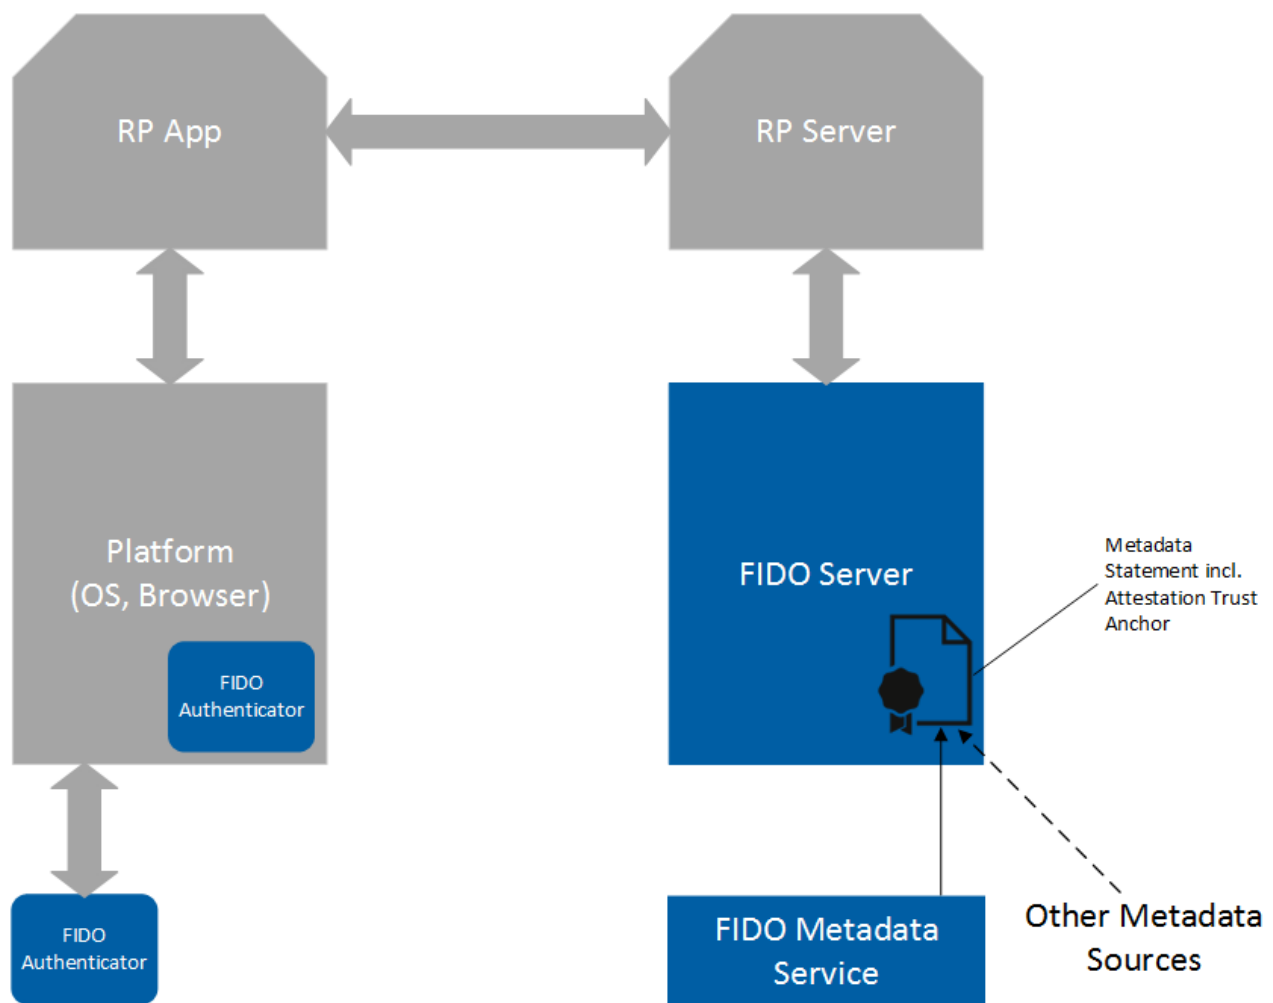 RP App
RP Server
Platform
(OS, Browser)
FIDO
Authenticator
FIDO Server
Metadata
Statement incl.
Attestation Trust
Anchor
FIDO
Authenticator
FIDO Metadata
Service
Other Metadata
Sources